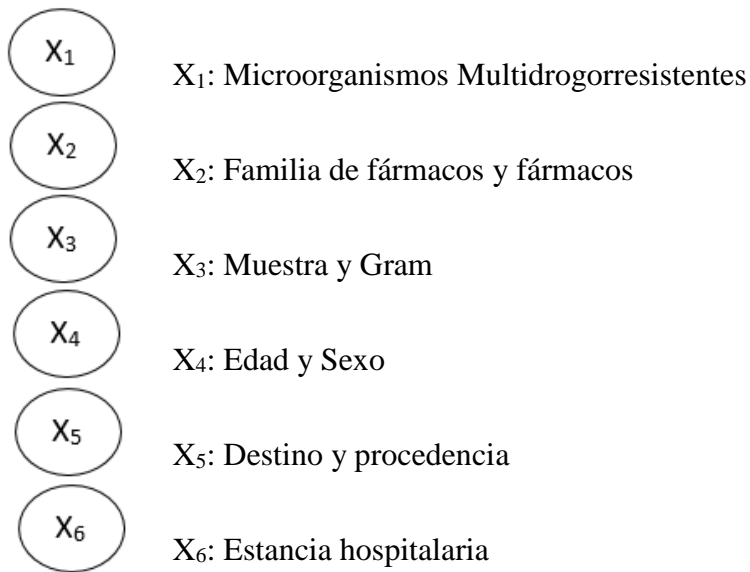 X₁
X₁: Microorganismos Multidrogorresistentes
X₂
X₂: Familia de fármacos y fármacos
X₃
X₃: Muestra y Gram
X₄
X₄: Edad y Sexo
X₅
X₅: Destino y procedencia
X₆
X₆: Estancia hospitalaria